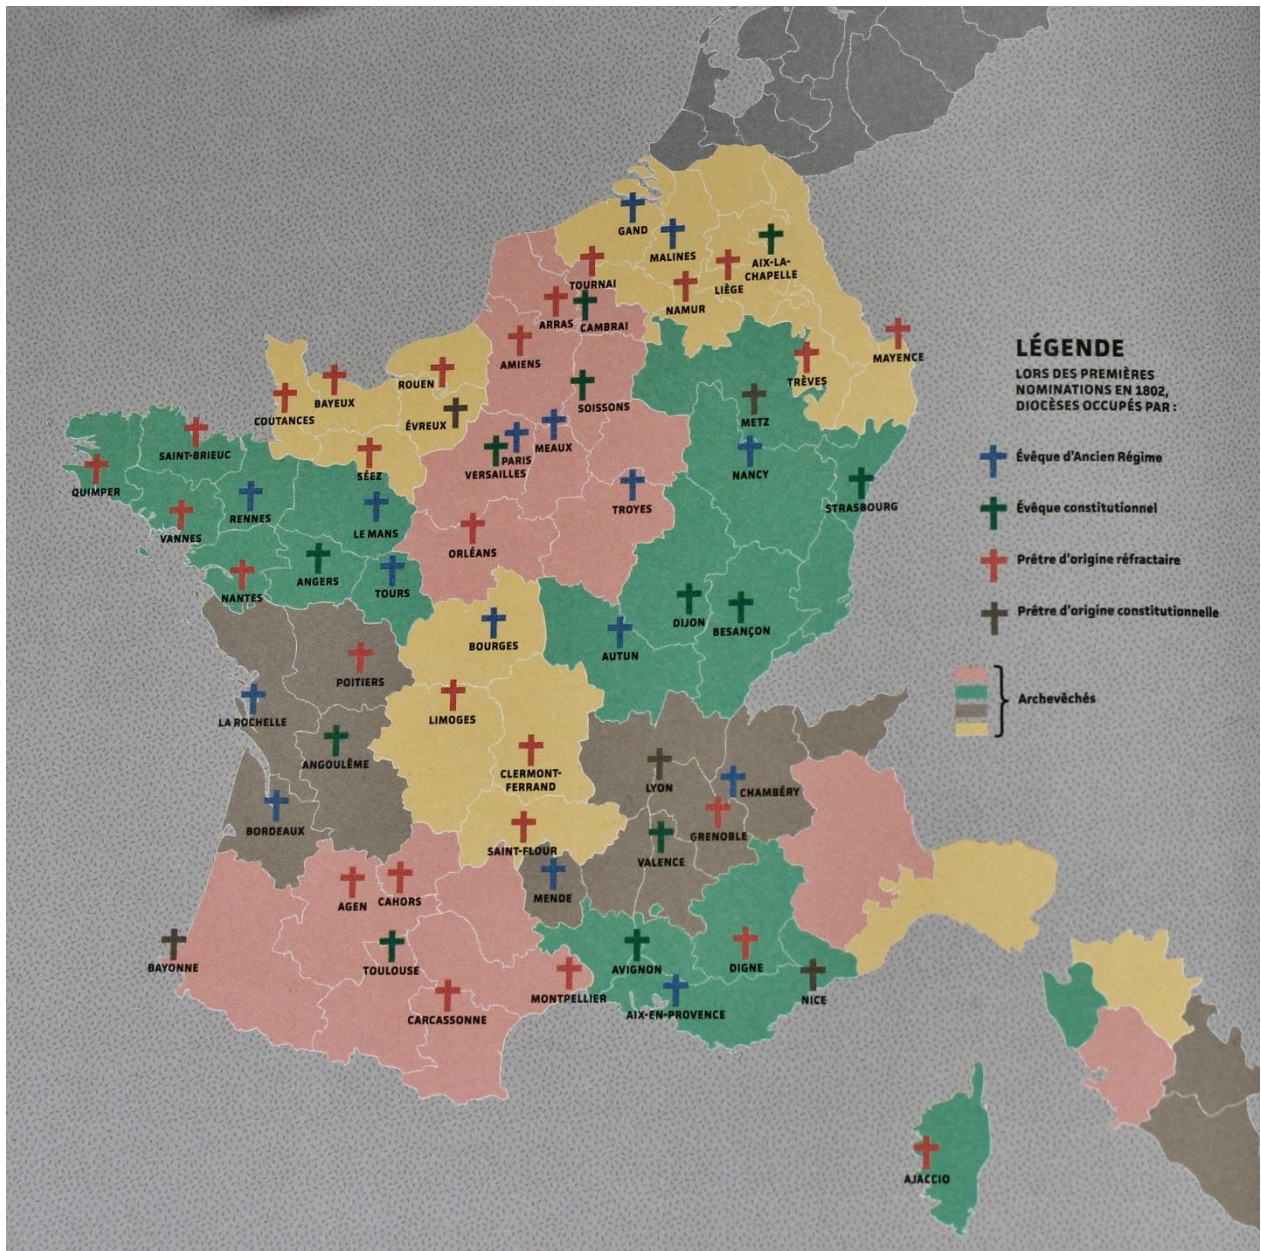 GAND
MALINES
AIX-LA-
CHAPELLE
TOURNAI
LIÈGE
NAMUR
ARRAS
CAMBRAI
MAYENCE
AMIENS
TRÈVES
ROUEN
BAYEUX
SOISSONS
COUTANCES
ÉVREUX
METZ
MEAUX
SAINT-BRIEUC
PARIS
VERSAILLES
NANCY
SÉEZ
QUIMPER
TROYES
STRASBOURG
RENNES
LE MANS
VANNES
ORLÉANS
ANGERS
TOURS
NANTES
DIJON
BESANÇON
BOURGES
AUTUN
POITIERS
LIMOGES
LA ROCHELLE
ANGOULÊME
CLERMONT-
FERRAND
LYON
CHAMBÉRY
BORDEAUX
GRENOBLE
SAINT-FLOUR
VALENCE
MENDE
AGEN
CAHORS
BAYONNE
TOULOUSE
AVIGNON
DIGNE
MONTPELLIER
NICE
AIX-EN-PROVENCE
CARCASSONNE
AJACCIO
LÉGENDE
LORS DES PREMIÈRES
NOMINATIONS EN 1802,
DIOCÈSES OCCUPÉS PAR :
Évêque d'Ancien Régime
Évêque constitutionnel
Prêtre d'origine réfractaire
Prêtre d'origine constitutionnelle
Archevêchés